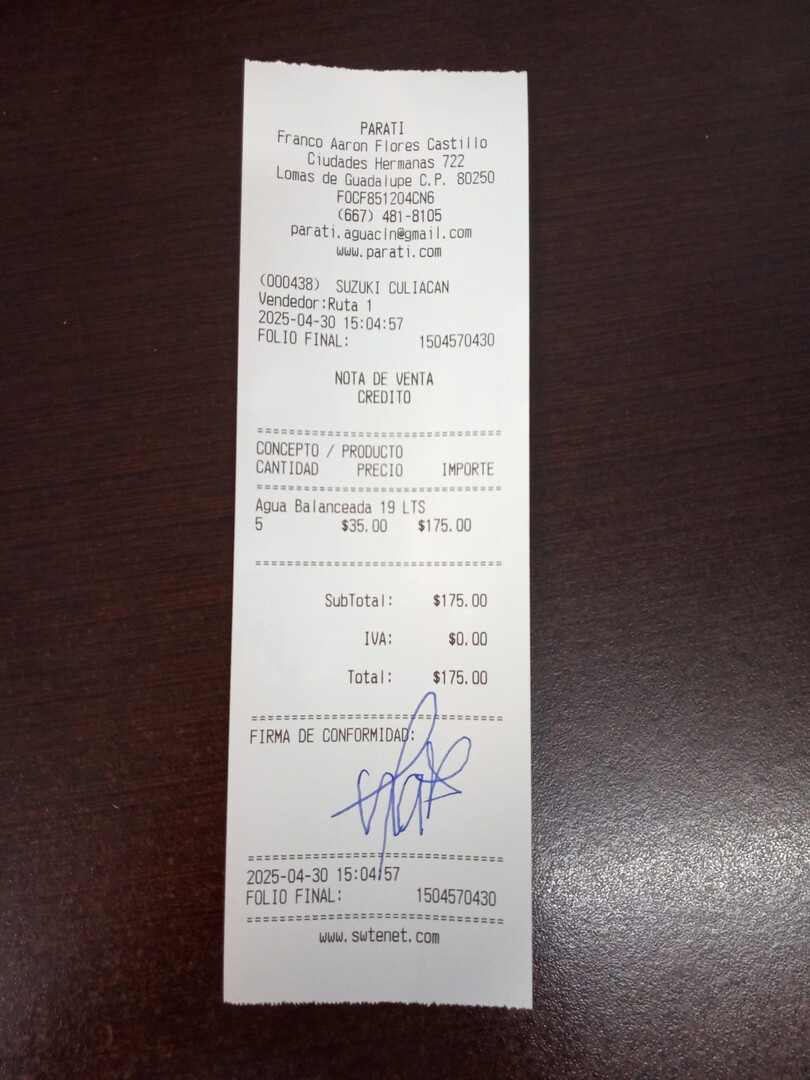 PARATI
Franco Aaron Flores Castillo
Ciudades Hermanas 722
Lomas de Guadalupe C.P. 80250
FOCF851204CN6
(667) 481-8105
parati.aguacln@gmail.com
www.parati.com
(000438) SUZUKI CULIACAN
Vendedor:Ruta 1
2025-04-30 15:04:57
FOLIO FINAL: 1504570430
NOTA DE VENTA
CREDITO
================================
CONCEPTO / PRODUCTO
CANTIDAD PRECIO IMPORTE
================================
Agua Balanceada 19 LTS
5 $35.00 $175.00
================================
SubTotal: $175.00
IVA: $0.00
Total: $175.00
================================
FIRMA DE CONFORMIDAD:
================================
2025-04-30 15:04:57
FOLIO FINAL: 1504570430
================================
www.swtenet.com